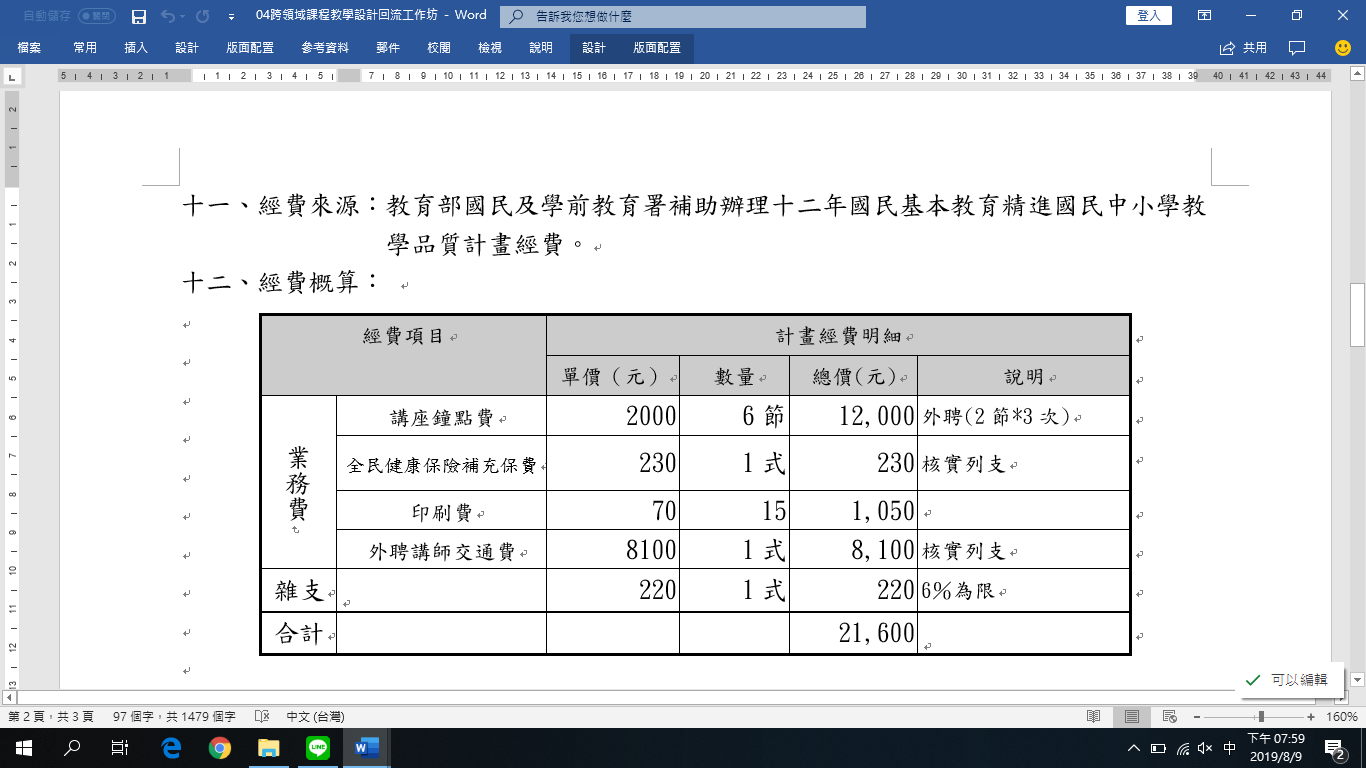 自動儲存 關閉 04跨領域課程教學設計回流工作坊 - Word 告訴我您想做什麼 登入
檔案 常用 插入 設計 版面配置 參考資料 郵件 校閱 檢視 說明 設計 版面配置 共用
十一、經費來源：教育部國民及學前教育署補助辦理十二年國民基本教育精進國民中小學教
學品質計畫經費。
十二、經費概算：
經費項目 計畫經費明細
單價（元） 數量 總價(元) 說明
業務費
講座鐘點費 2000 6 節 12,000 外聘(2 節*3 次)
全民健康保險補充保費 230 1 式 230 核實列支
印刷費 70 15 1,050
外聘講師交通費 8100 1 式 8,100 核實列支
雜支 220 1 式 220 6％為限
合計 21,600
可以編輯
第 2 頁，共 3 頁 97 個字，共 1479 個字 中文 (台灣) 160%
中 下午 07:59
2019/8/9 2